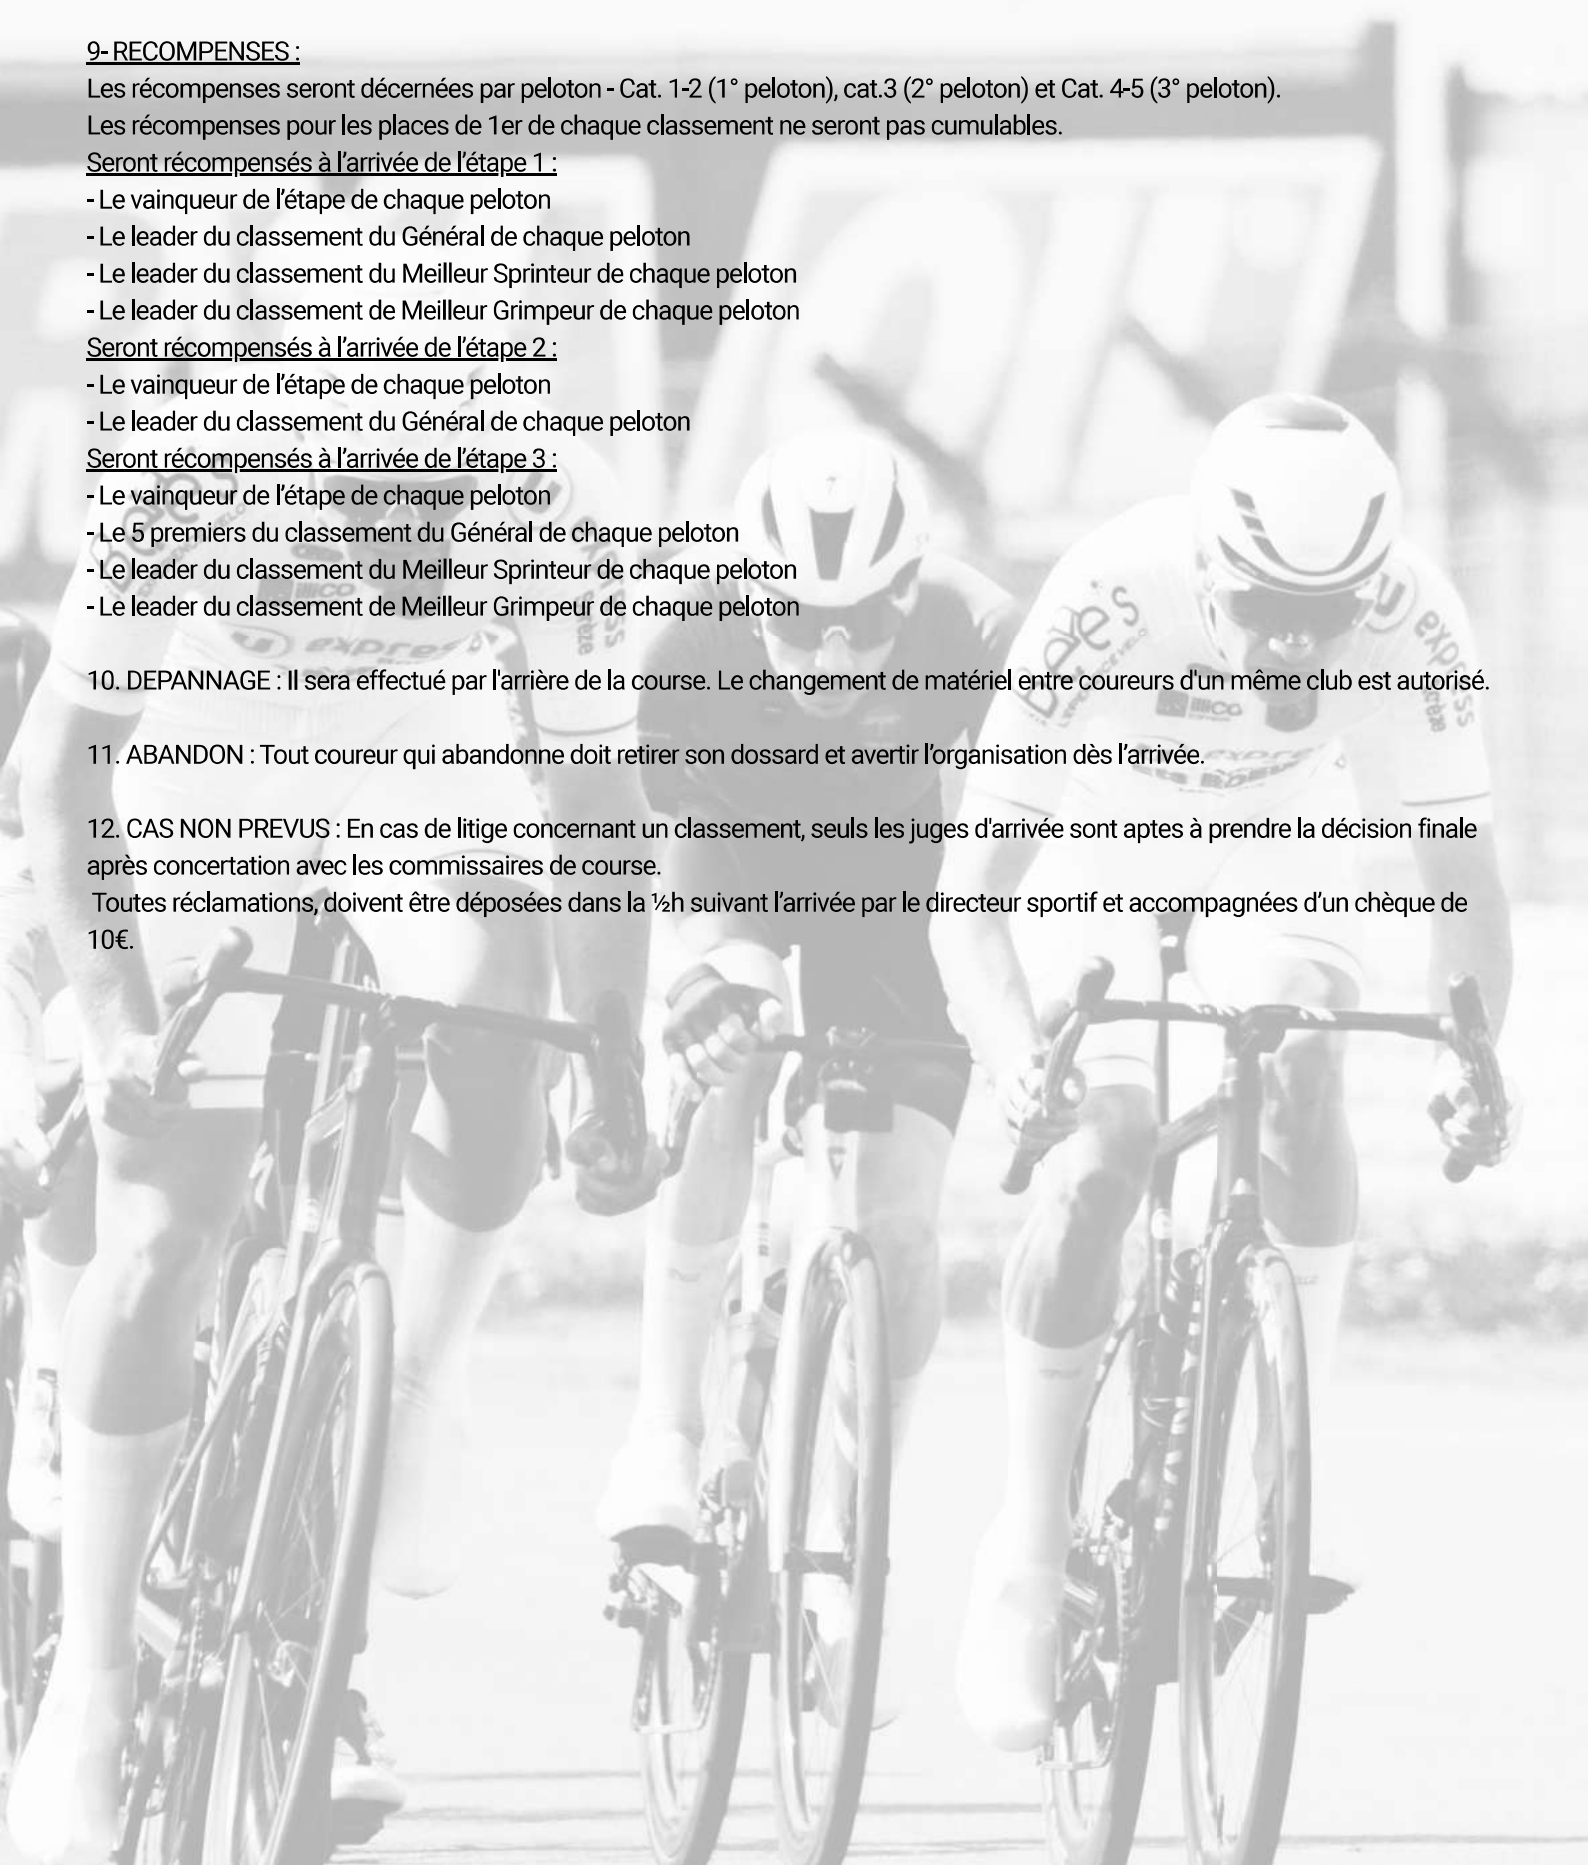 9- RECOMPENSES :
Les récompenses seront décernées par peloton - Cat. 1-2 (1° peloton), cat.3 (2° peloton) et Cat. 4-5 (3° peloton).
Les récompenses pour les places de 1er de chaque classement ne seront pas cumulables.
Seront récompensés à l'arrivée de l'étape 1 :
- Le vainqueur de l'étape de chaque peloton
- Le leader du classement du Général de chaque peloton
- Le leader du classement du Meilleur Sprinteur de chaque peloton
- Le leader du classement de Meilleur Grimpeur de chaque peloton
Seront récompensés à l'arrivée de l'étape 2 :
- Le vainqueur de l'étape de chaque peloton
- Le leader du classement du Général de chaque peloton
Seront récompensés à l'arrivée de l'étape 3 :
- Le vainqueur de l'étape de chaque peloton
- Le 5 premiers du classement du Général de chaque peloton
- Le leader du classement du Meilleur Sprinteur de chaque peloton
- Le leader du classement de Meilleur Grimpeur de chaque peloton
10. DEPANNAGE : Il sera effectué par l'arrière de la course. Le changement de matériel entre coureurs d'un même club est autorisé.
11. ABANDON : Tout coureur qui abandonne doit retirer son dossard et avertir l'organisation dès l'arrivée.
12. CAS NON PREVUS : En cas de litige concernant un classement, seuls les juges d'arrivée sont aptes à prendre la décision finale
après concertation avec les commissaires de course.
Toutes réclamations, doivent être déposées dans la ½h suivant l'arrivée par le directeur sportif et accompagnées d'un chèque de
10€.
U express
express